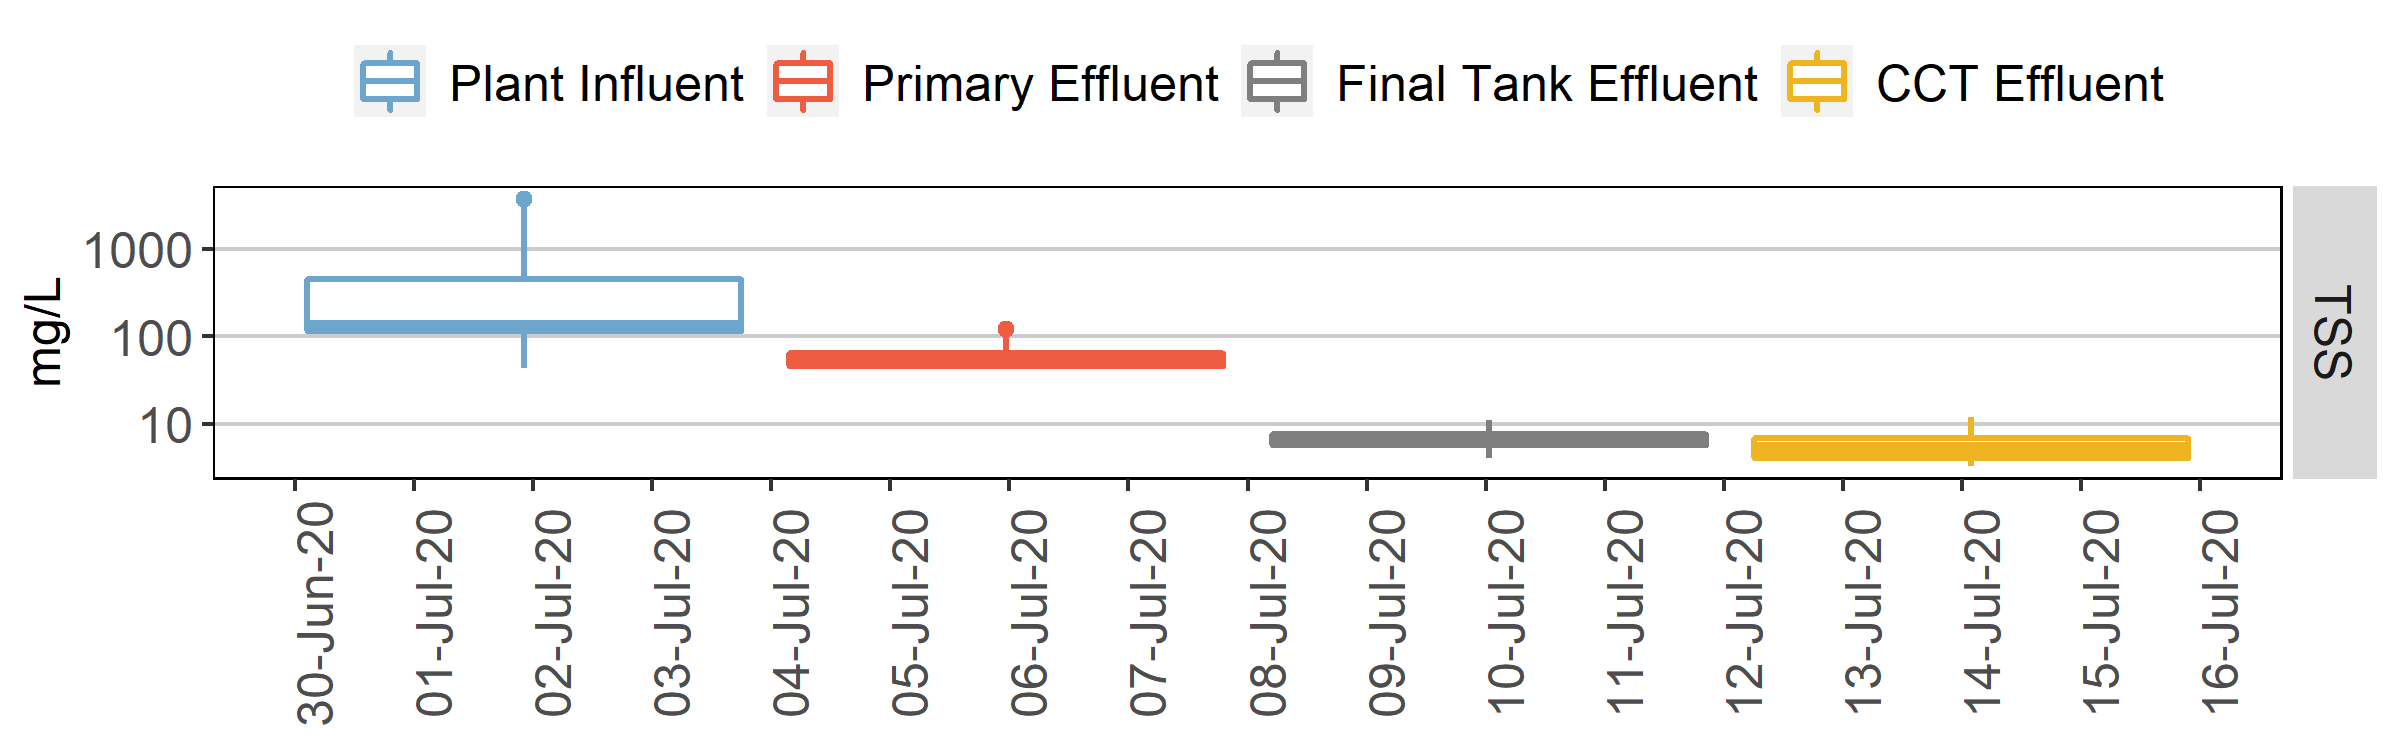 Plant Influent Primary Effluent Final Tank Effluent CCT Effluent
mg/L
1000
100
10
TSS
30-Jun-20 01-Jul-20 02-Jul-20 03-Jul-20 04-Jul-20 05-Jul-20 06-Jul-20 07-Jul-20 08-Jul-20 09-Jul-20 10-Jul-20 11-Jul-20 12-Jul-20 13-Jul-20 14-Jul-20 15-Jul-20 16-Jul-20